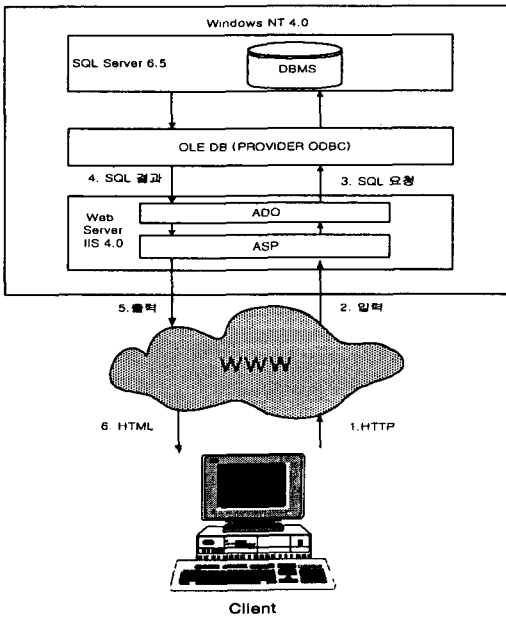 Windows NT 4.0
SQL Server 6.5
DBMS
OLE DB (PROVIDER ODBC)
4. SQL 결과
3. SQL 요청
Web
Server
IIS 4.0
ADO
ASP
5. 출력
2. 입력
WWW
6. HTML
1.HTTP
Client